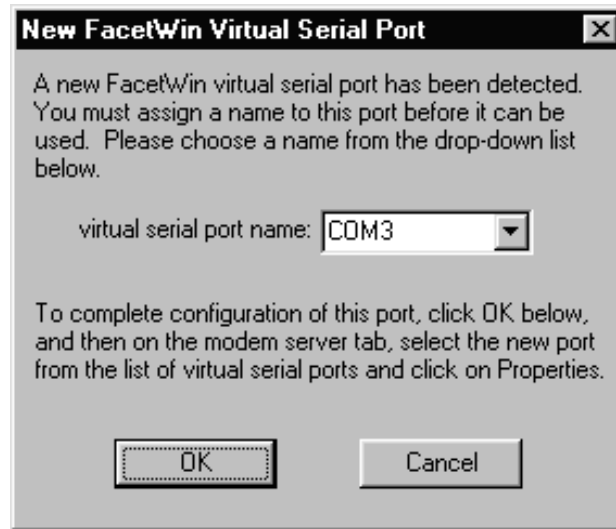 New FacetWin Virtual Serial Port
A new FacetWin virtual serial port has been detected.
You must assign a name to this port before it can be
used.  Please choose a name from the drop-down list
below.
virtual serial port name: COM3
To complete configuration of this port, click OK below,
and then on the modem server tab, select the new port
from the list of virtual serial ports and click on Properties.
OK Cancel